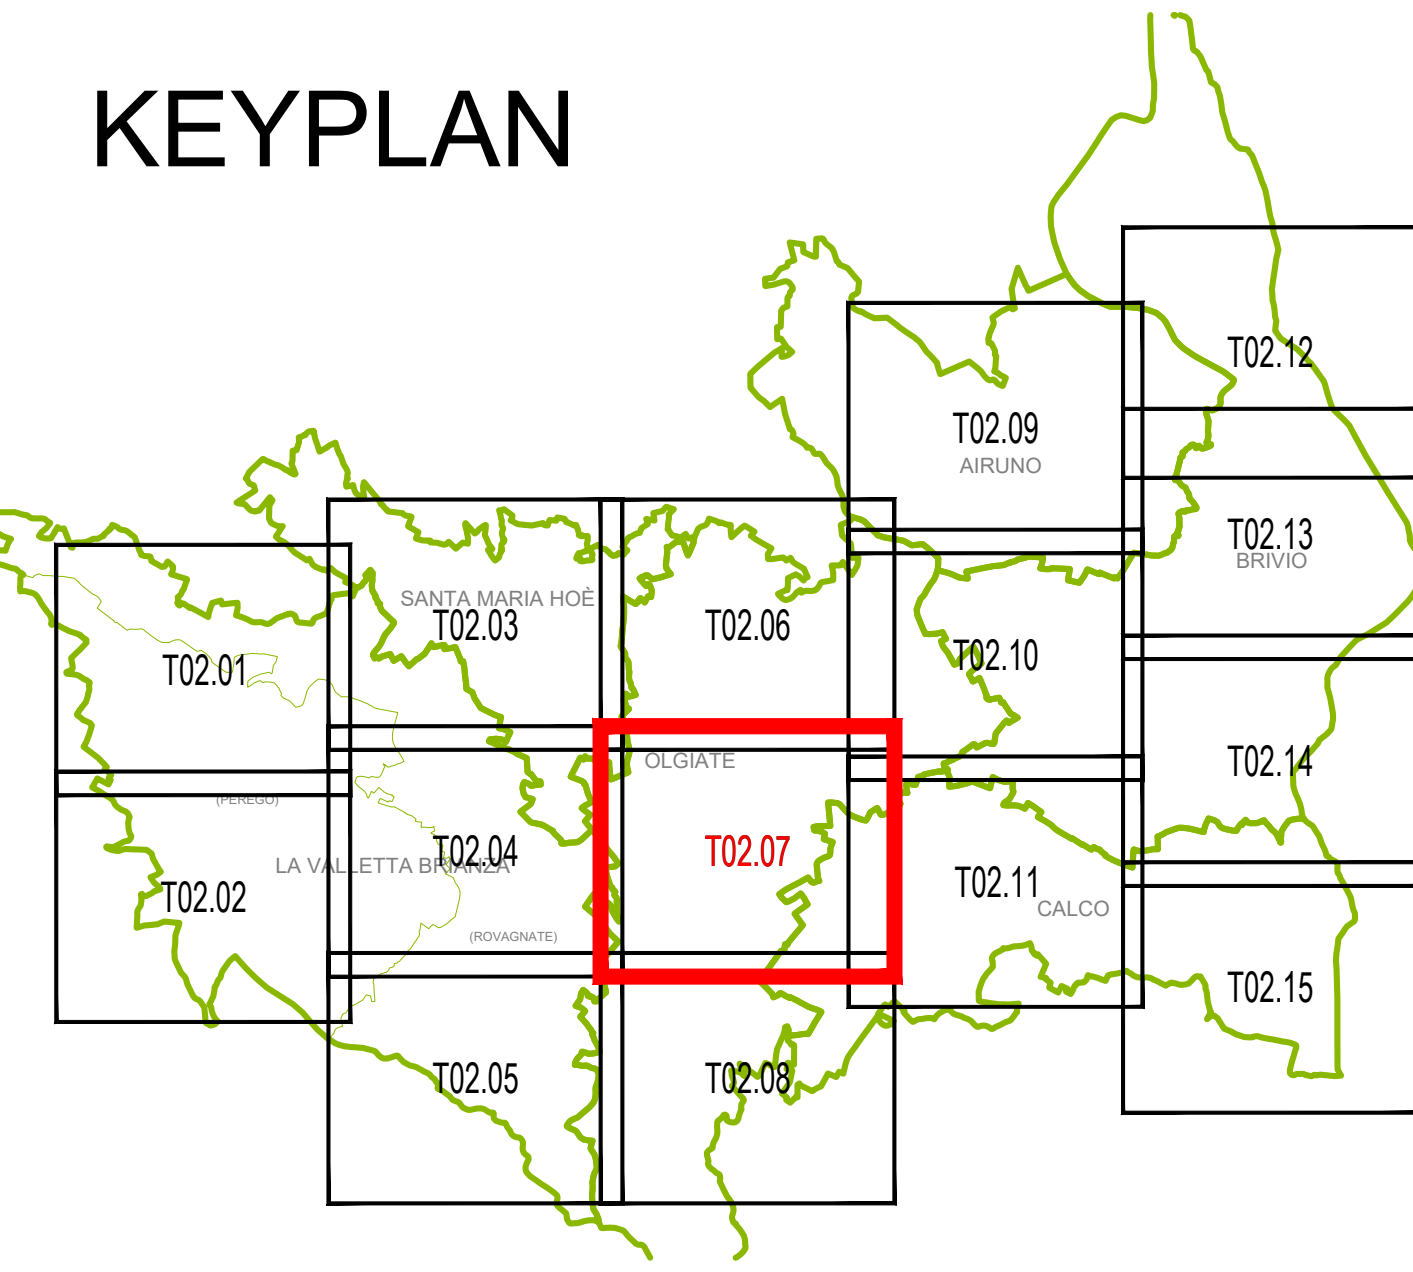 KEYPLAN
T02.12
T02.09
AIRUNO
T02.13
BRIVIO
SANTA MARIA HOÈ
T02.03
T02.06
T02.10
T02.01
OLGIATE
T02.14
(PEREGO)
T02.04
LA VALLETTA BRIANZA
T02.07
T02.02
T02.11
CALCO
(ROVAGNATE)
T02.15
T02.05
T02.08